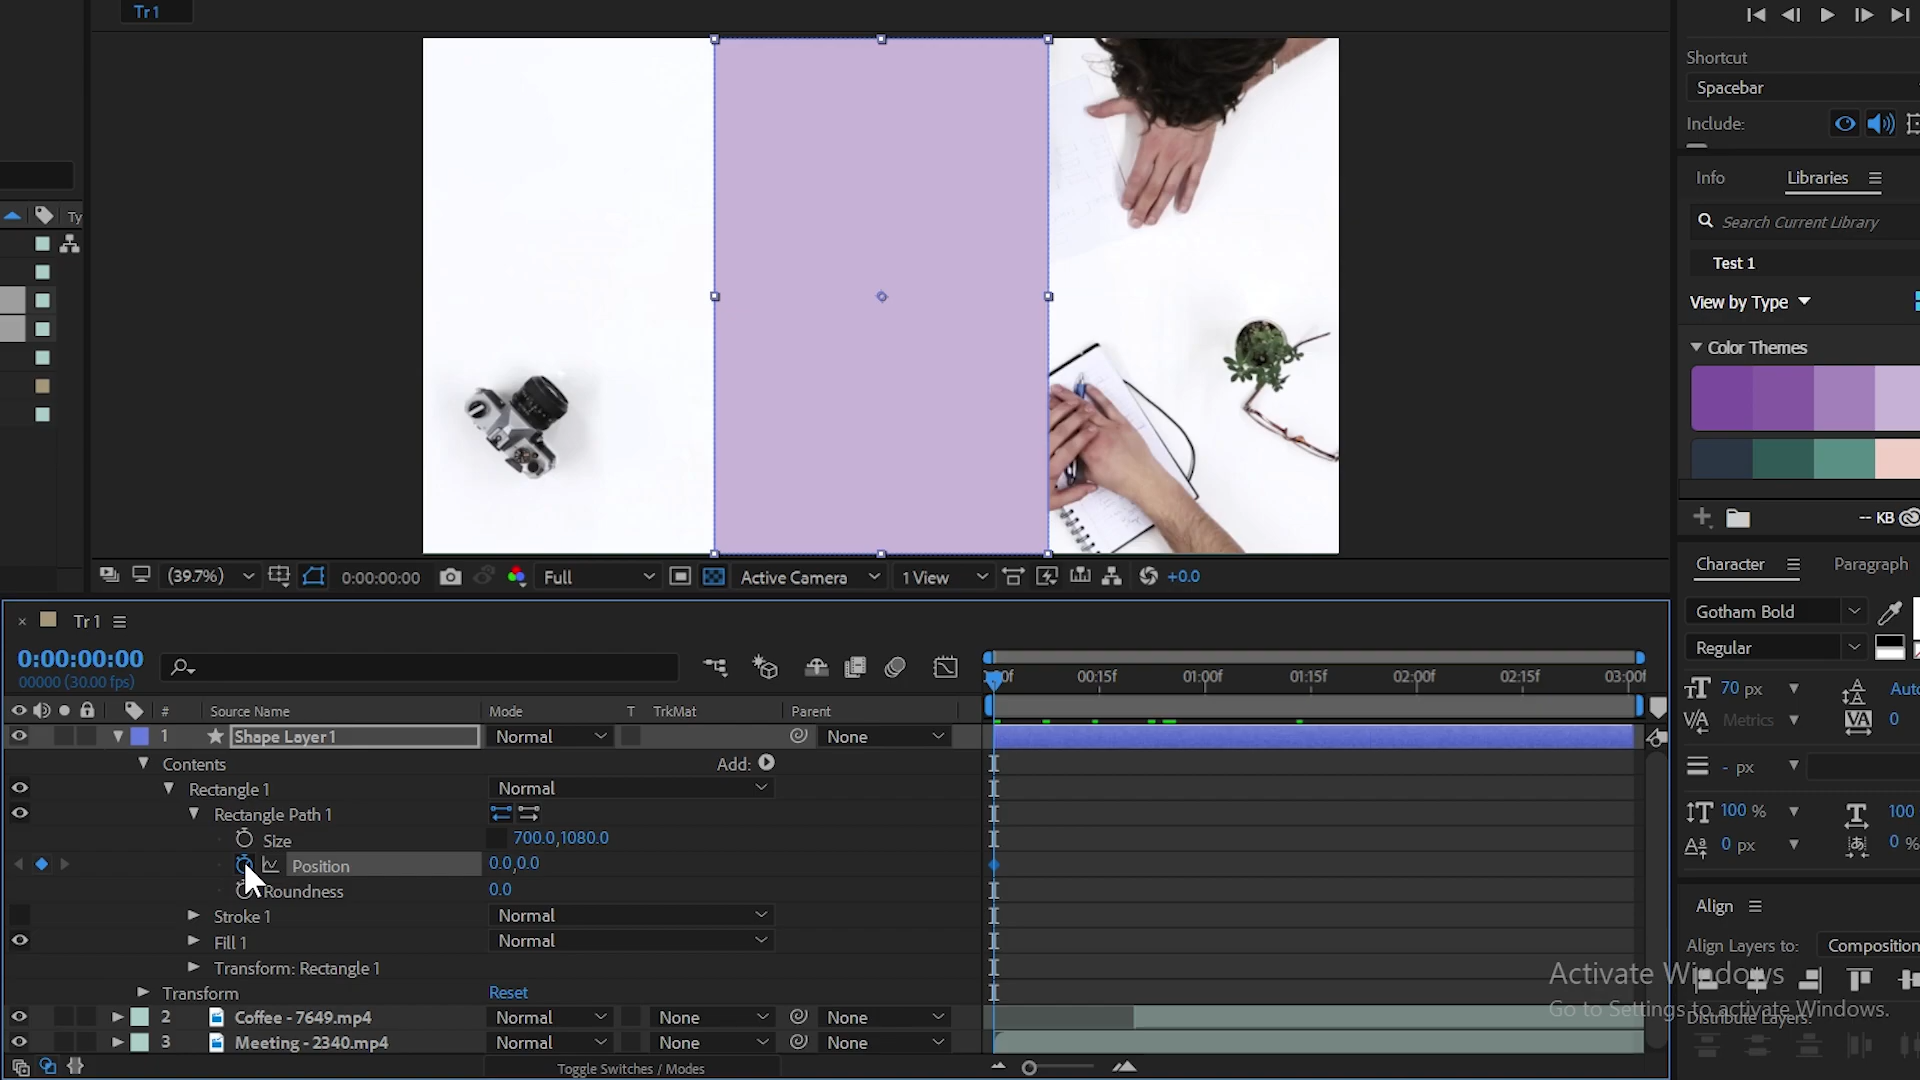 Tr 1
Shortcut
Spacebar
Include:
Info
Libraries
Search Current Library
Ty
Test 1
View by Type
Color Themes
-- KB
(39.7%)
0:00:00:00
Full
Active Camera
1 View
+0.0
Character
Paragraph
Gotham Bold
Regular
Tr 1
0:00:00:00
00000 (30.00 fps)
00:15f
01:00f
01:15f
02:00f
02:15f
03:00f
70 px
Auto
Metrics
0
# Source Name
Mode
T TrkMat
Parent
1 Shape Layer 1
Normal
None
- px
Contents
Add:
Rectangle 1
Normal
Rectangle Path 1
100 %
100
Size
700.0,1080.0
0 px
0 %
Position
0.0,0.0
Roundness
0.0
Stroke 1
Normal
Align
Fill 1
Normal
Align Layers to:
Composition
Transform: Rectangle 1
Activate Windows
Go to Settings to activate Windows.
Transform
Reset
Distribute Layers:
2 Coffee - 7649.mp4
Normal
None
None
3 Meeting - 2340.mp4
Normal
None
None
Toggle Switches / Modes